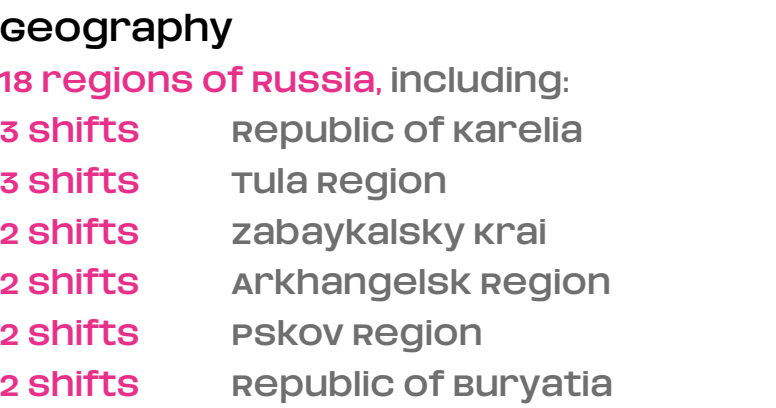 Geography
18 regions of Russia, including:
3 shifts Republic of Karelia
3 shifts Tula Region
2 shifts Zabaykalsky Krai
2 shifts Arkhangelsk Region
2 shifts Pskov Region
2 shifts Republic of Buryatia